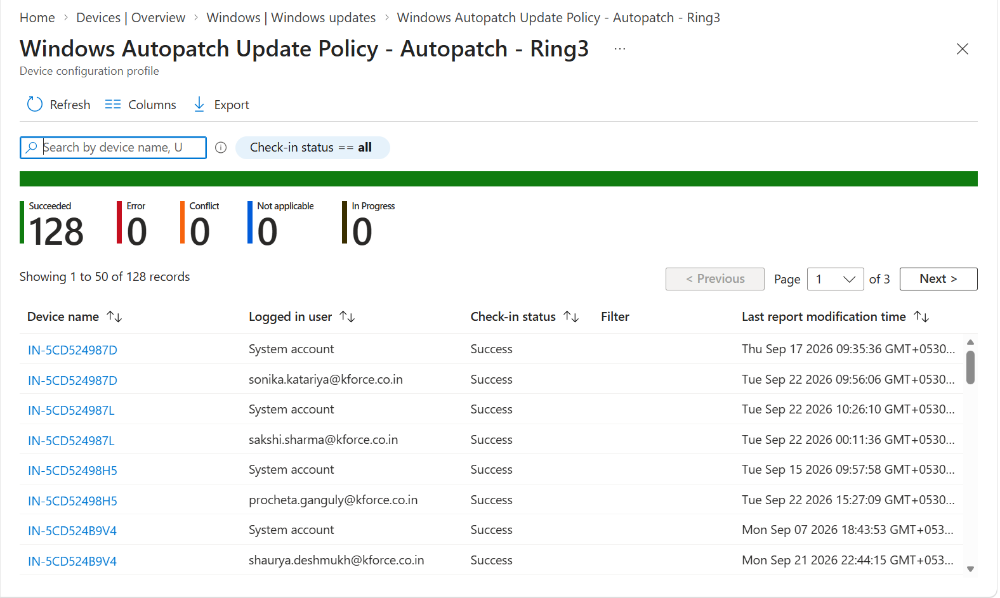 Home > Devices | Overview > Windows | Windows updates > Windows Autopatch Update Policy - Autopatch - Ring3
Windows Autopatch Update Policy - Autopatch - Ring3 ...
Device configuration profile
Refresh Columns Export
Search by device name, U Check-in status == all
Succeeded Error Conflict Not applicable In Progress
128 0 0 0 0
Showing 1 to 50 of 128 records
< Previous Page 1 of 3 Next >
Device name Logged in user Check-in status Filter Last report modification time
IN-5CD524987D System account Success Thu Sep 17 2026 09:35:36 GMT+0530...
IN-5CD524987D sonika.katariya@kforce.co.in Success Tue Sep 22 2026 09:56:06 GMT+0530...
IN-5CD524987L System account Success Tue Sep 22 2026 10:26:10 GMT+0530...
IN-5CD524987L sakshi.sharma@kforce.co.in Success Tue Sep 22 2026 00:11:36 GMT+0530...
IN-5CD52498H5 System account Success Tue Sep 15 2026 09:57:58 GMT+0530...
IN-5CD52498H5 procheta.ganguly@kforce.co.in Success Tue Sep 22 2026 15:27:09 GMT+0530...
IN-5CD524B9V4 System account Success Mon Sep 07 2026 18:43:53 GMT+053...
IN-5CD524B9V4 shaurya.deshmukh@kforce.co.in Success Mon Sep 21 2026 22:44:15 GMT+053...